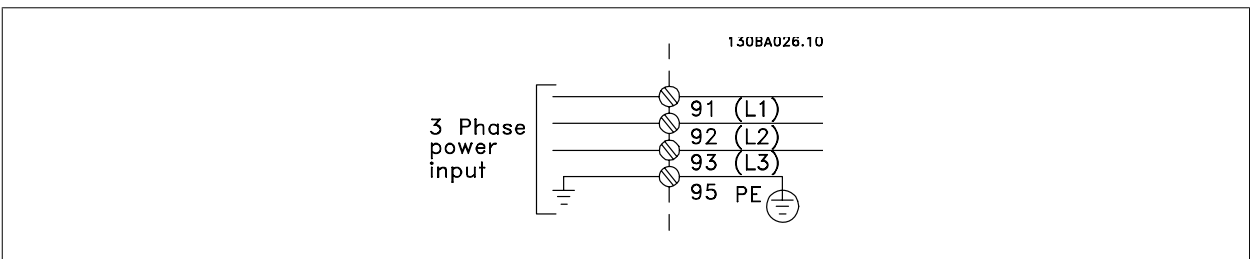 130BA026.10
3 Phase
power
input
91 (L1)
92 (L2)
93 (L3)
95 PE